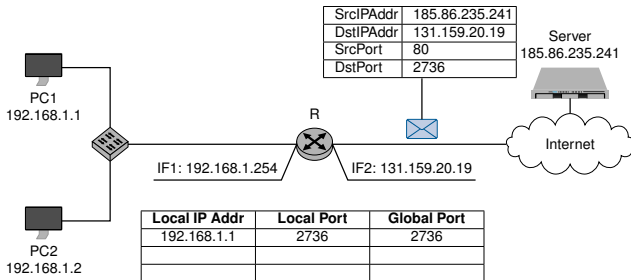 SrcIPAddr 185.86.235.241
DstIPAddr 131.159.20.19
SrcPort 80
DstPort 2736
Server
185.86.235.241
PC1
192.168.1.1
R
Internet
IF1: 192.168.1.254
IF2: 131.159.20.19
PC2
192.168.1.2
Local IP Addr Local Port Global Port
192.168.1.1 2736 2736